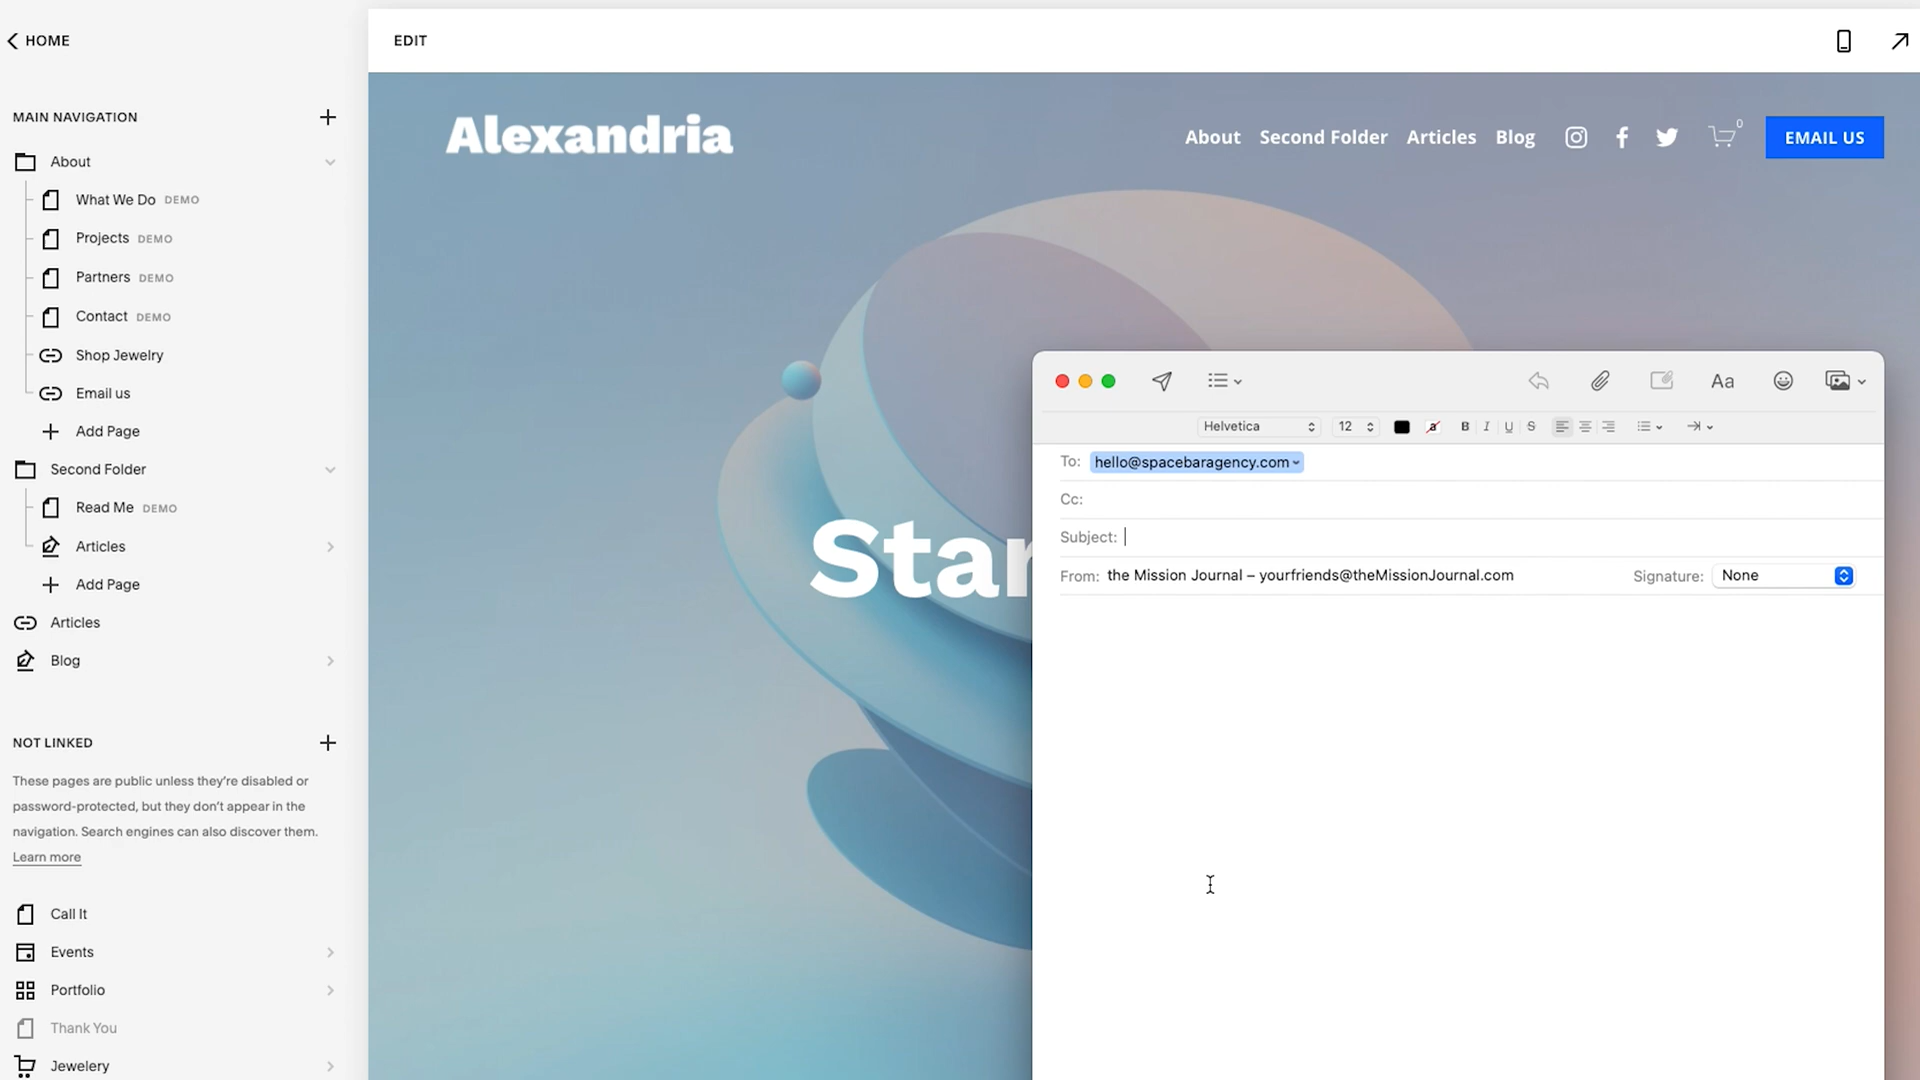 HOME
MAIN NAVIGATION
About
What We Do DEMO
Projects DEMO
Partners DEMO
Contact DEMO
Shop Jewelry
Email us
Add Page
Second Folder
Read Me DEMO
Articles
Add Page
Articles
Blog
NOT LINKED
These pages are public unless they're disabled or
password-protected, but they don't appear in the
navigation. Search engines can also discover them.
Learn more
Call It
Events
Portfolio
Thank You
Jewelery
EDIT
Alexandria
About Second Folder Articles Blog 0 EMAIL US
Star
Aa
Helvetica 12 a B I U S
To: hello@spacebaragency.com
Cc:
Subject:
From: the Mission Journal – yourfriends@theMissionJournal.com Signature: None